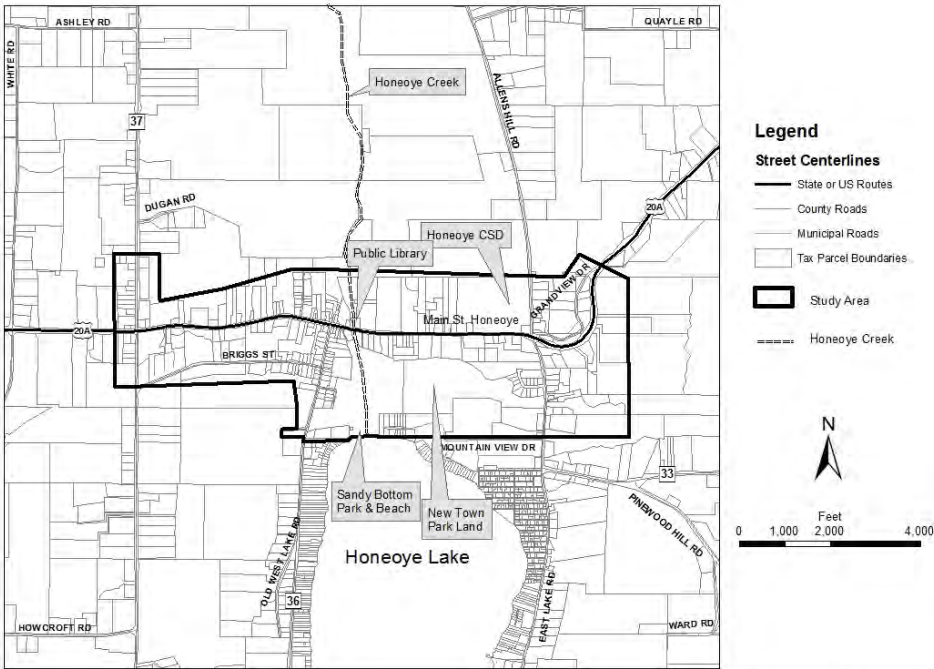 ASHLEY RD
QUAYLE RD
WHITE RD
Honeoye Creek
ALLENS HILL RD
37
DUGAN RD
20A
Honeoye CSD
Public Library
GRANDVIEW DR
20A
Main St. Honeoye
BRIGGS ST
MOUNTAIN VIEW DR
33
Sandy Bottom
Park & Beach
New Town
Park Land
PINEWOOD HILL RD
OLD WEST LAKE RD
Honeoye Lake
36
EAST LAKE RD
HOWCROFT RD
WARD RD
Legend
Street Centerlines
State or US Routes
County Roads
Municipal Roads
Tax Parcel Boundaries
Study Area
Honeoye Creek
N
Feet
0 1,000 2,000 4,000